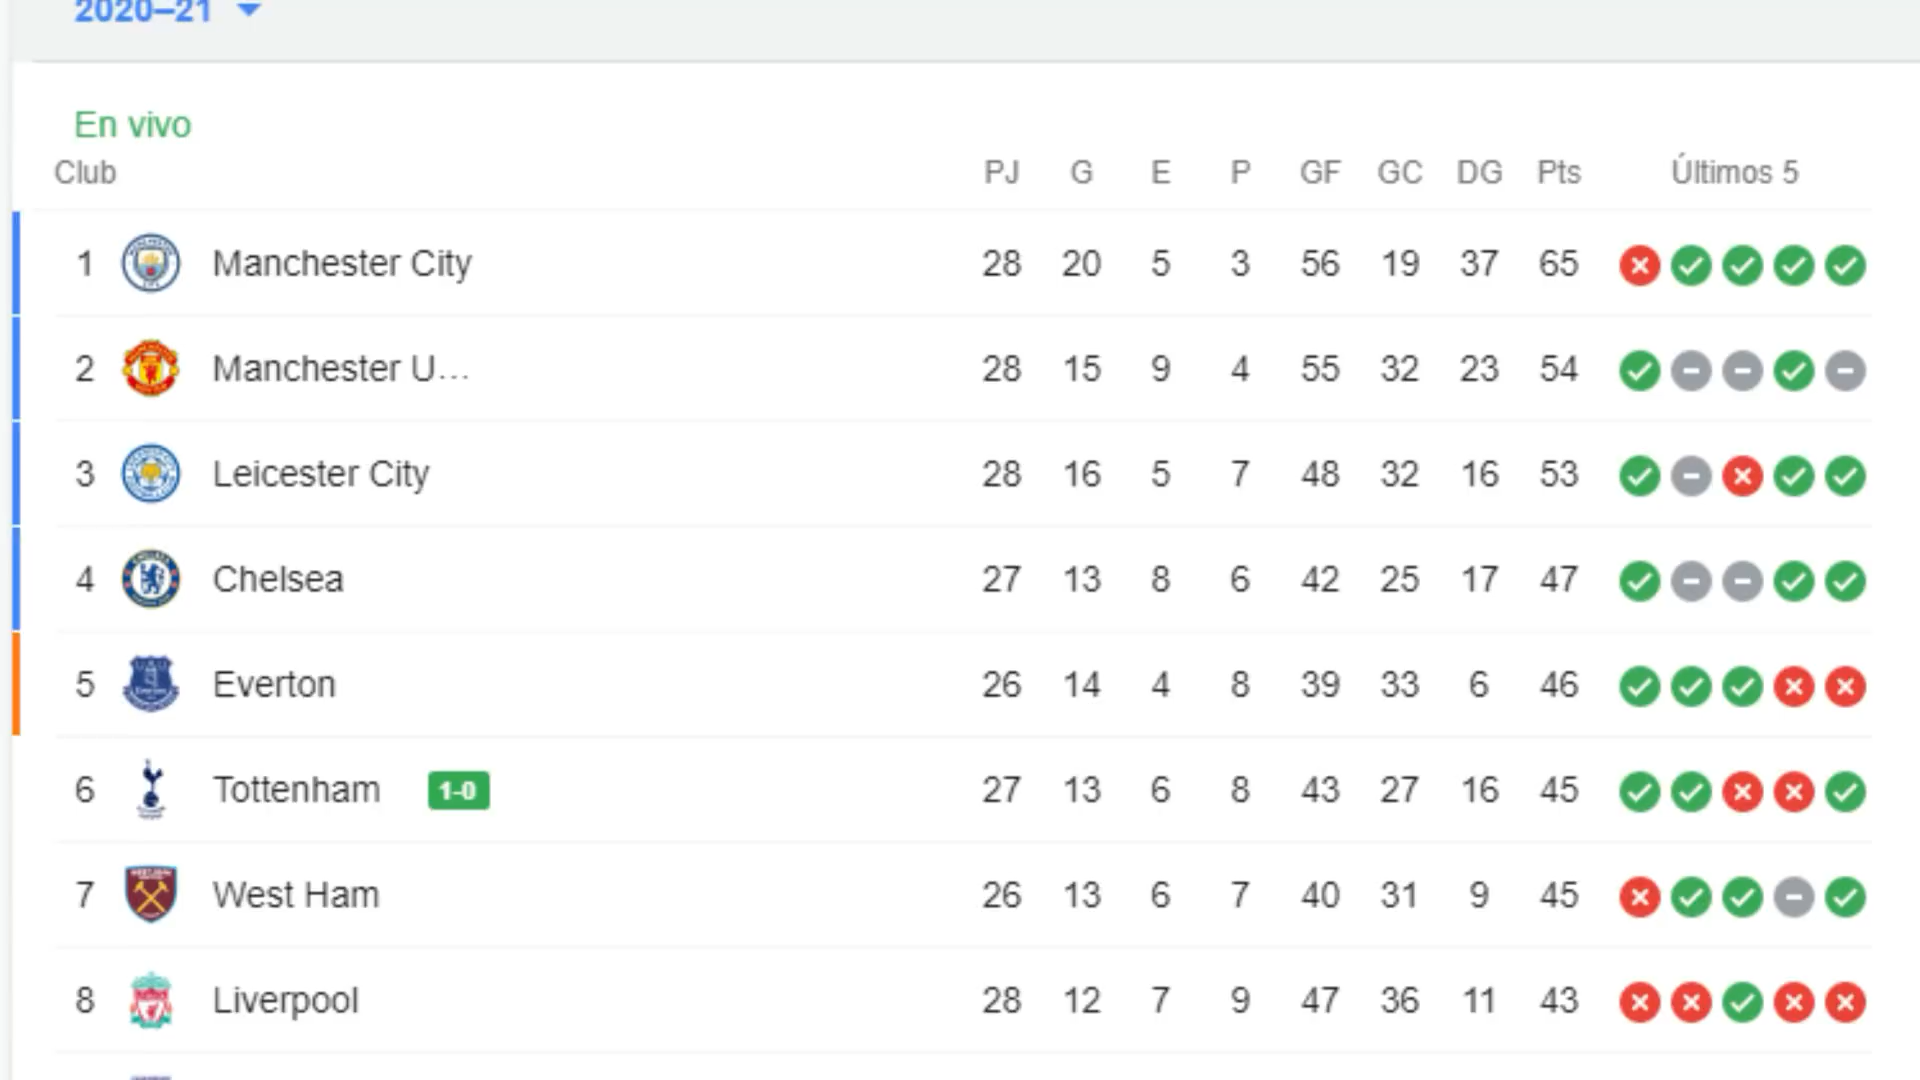 2020–21
En vivo
Club PJ G E P GF GC DG Pts Últimos 5
1 Manchester City 28 20 5 3 56 19 37 65
2 Manchester U... 28 15 9 4 55 32 23 54
3 Leicester City 28 16 5 7 48 32 16 53
4 Chelsea 27 13 8 6 42 25 17 47
5 Everton 26 14 4 8 39 33 6 46
6 Tottenham 1-0 27 13 6 8 43 27 16 45
7 West Ham 26 13 6 7 40 31 9 45
8 Liverpool 28 12 7 9 47 36 11 43